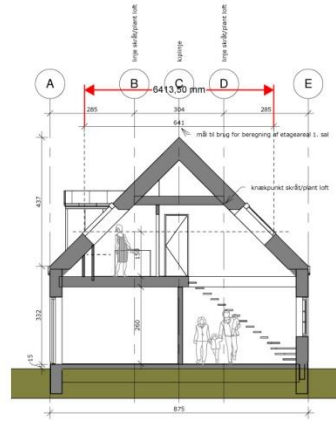 linje skråt/plant loft
kiplinje
linje skråt/plant loft
A
B
C
D
E
6413,50 mm
285
304
285
641
mål til brug for beregning af etageareal 1. sal
knækpunkt skråt/plant loft
437
150
332
260
15
875